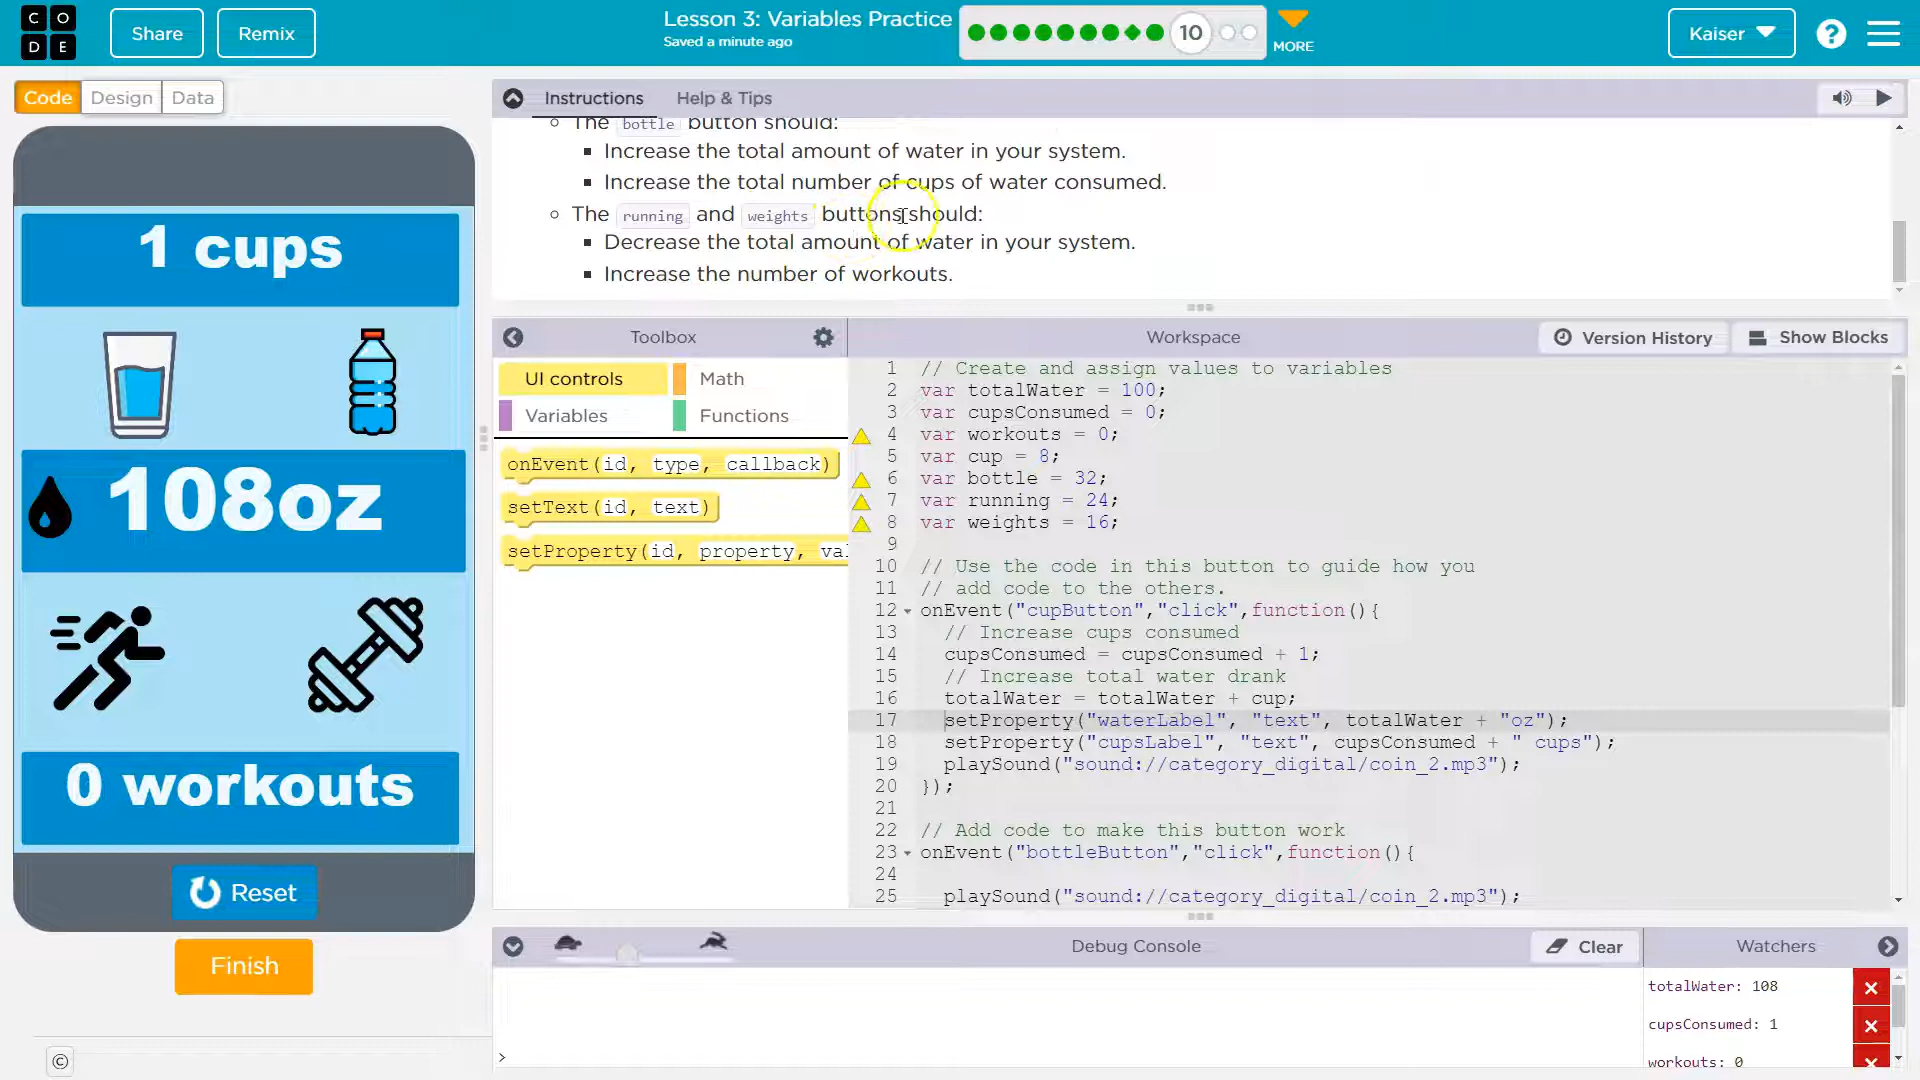 CODE
Share
Remix
Lesson 3: Variables Practice
Saved a minute ago
10
MORE
Kaiser
?
Code
Design
Data
Instructions
Help & Tips
The bottle button should:
Increase the total amount of water in your system.
Increase the total number of cups of water consumed.
The running and weights buttons should:
Decrease the total amount of water in your system.
Increase the number of workouts.
1 cups
108oz
0 workouts
Reset
Finish
©
Toolbox
UI controls
Math
Variables
Functions
onEvent(id, type, callback)
setText(id, text)
setProperty(id, property, val
Workspace
Version History
Show Blocks
1 // Create and assign values to variables
2 var totalWater = 100;
3 var cupsConsumed = 0;
4 var workouts = 0;
5 var cup = 8;
6 var bottle = 32;
7 var running = 24;
8 var weights = 16;
9
10 // Use the code in this button to guide how you
11 // add code to the others.
12 onEvent("cupButton","click",function(){
13 // Increase cups consumed
14 cupsConsumed = cupsConsumed + 1;
15 // Increase total water drank
16 totalWater = totalWater + cup;
17 setProperty("waterLabel", "text", totalWater + "oz");
18 setProperty("cupsLabel", "text", cupsConsumed + " cups");
19 playSound("sound://category_digital/coin_2.mp3");
20 });
21
22 // Add code to make this button work
23 onEvent("bottleButton","click",function(){
24
25 playSound("sound://category_digital/coin_2.mp3");
Debug Console
Clear
Watchers
>
totalWater: 108
cupsConsumed: 1
workouts: 0